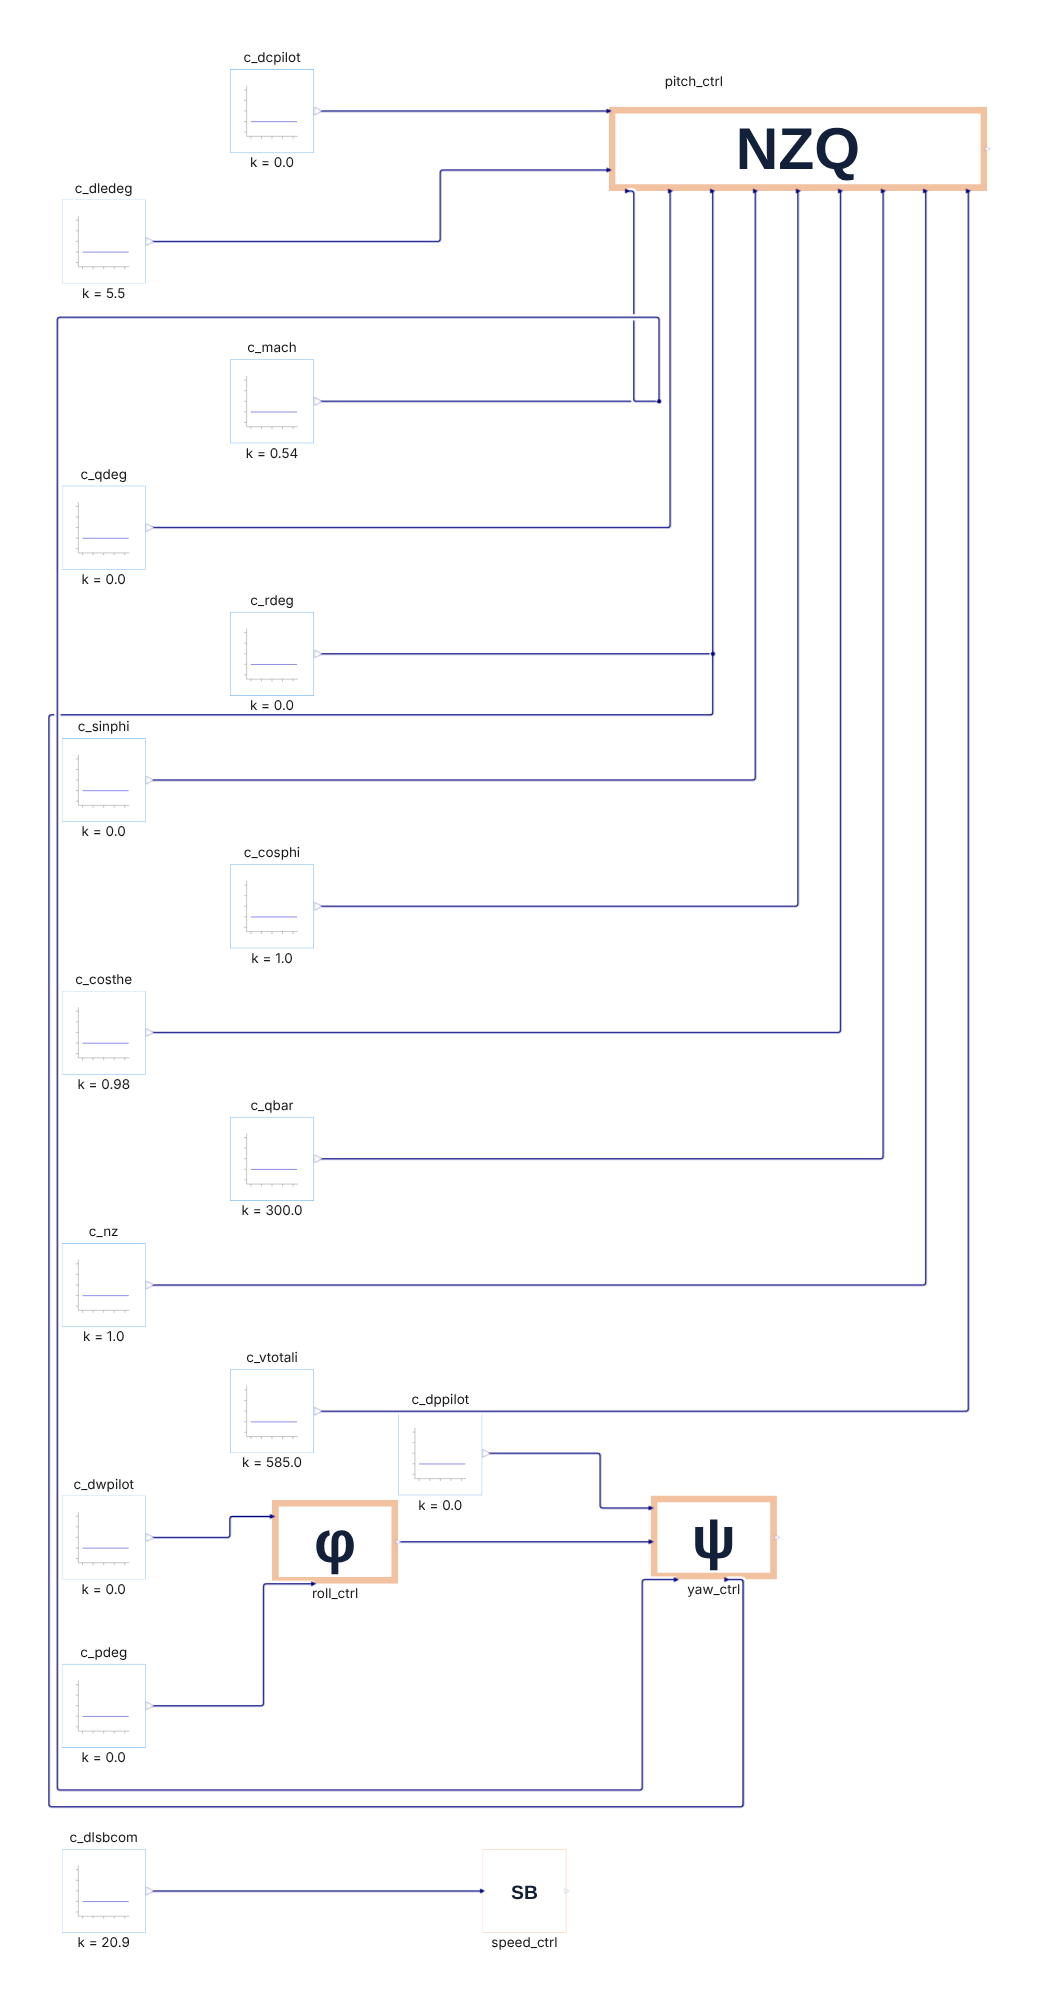 c_dcpilot
k = 0.0
pitch_ctrl
NZQ
c_dledeg
k = 5.5
c_mach
k = 0.54
c_qdeg
k = 0.0
c_rdeg
k = 0.0
c_sinphi
k = 0.0
c_cosphi
k = 1.0
c_costhe
k = 0.98
c_qbar
k = 300.0
c_nz
k = 1.0
c_vtotali
k = 585.0
c_dppilot
k = 0.0
c_dwpilot
k = 0.0
φ
roll_ctrl
ψ
yaw_ctrl
c_pdeg
k = 0.0
c_dlsbcom
k = 20.9
SB
speed_ctrl